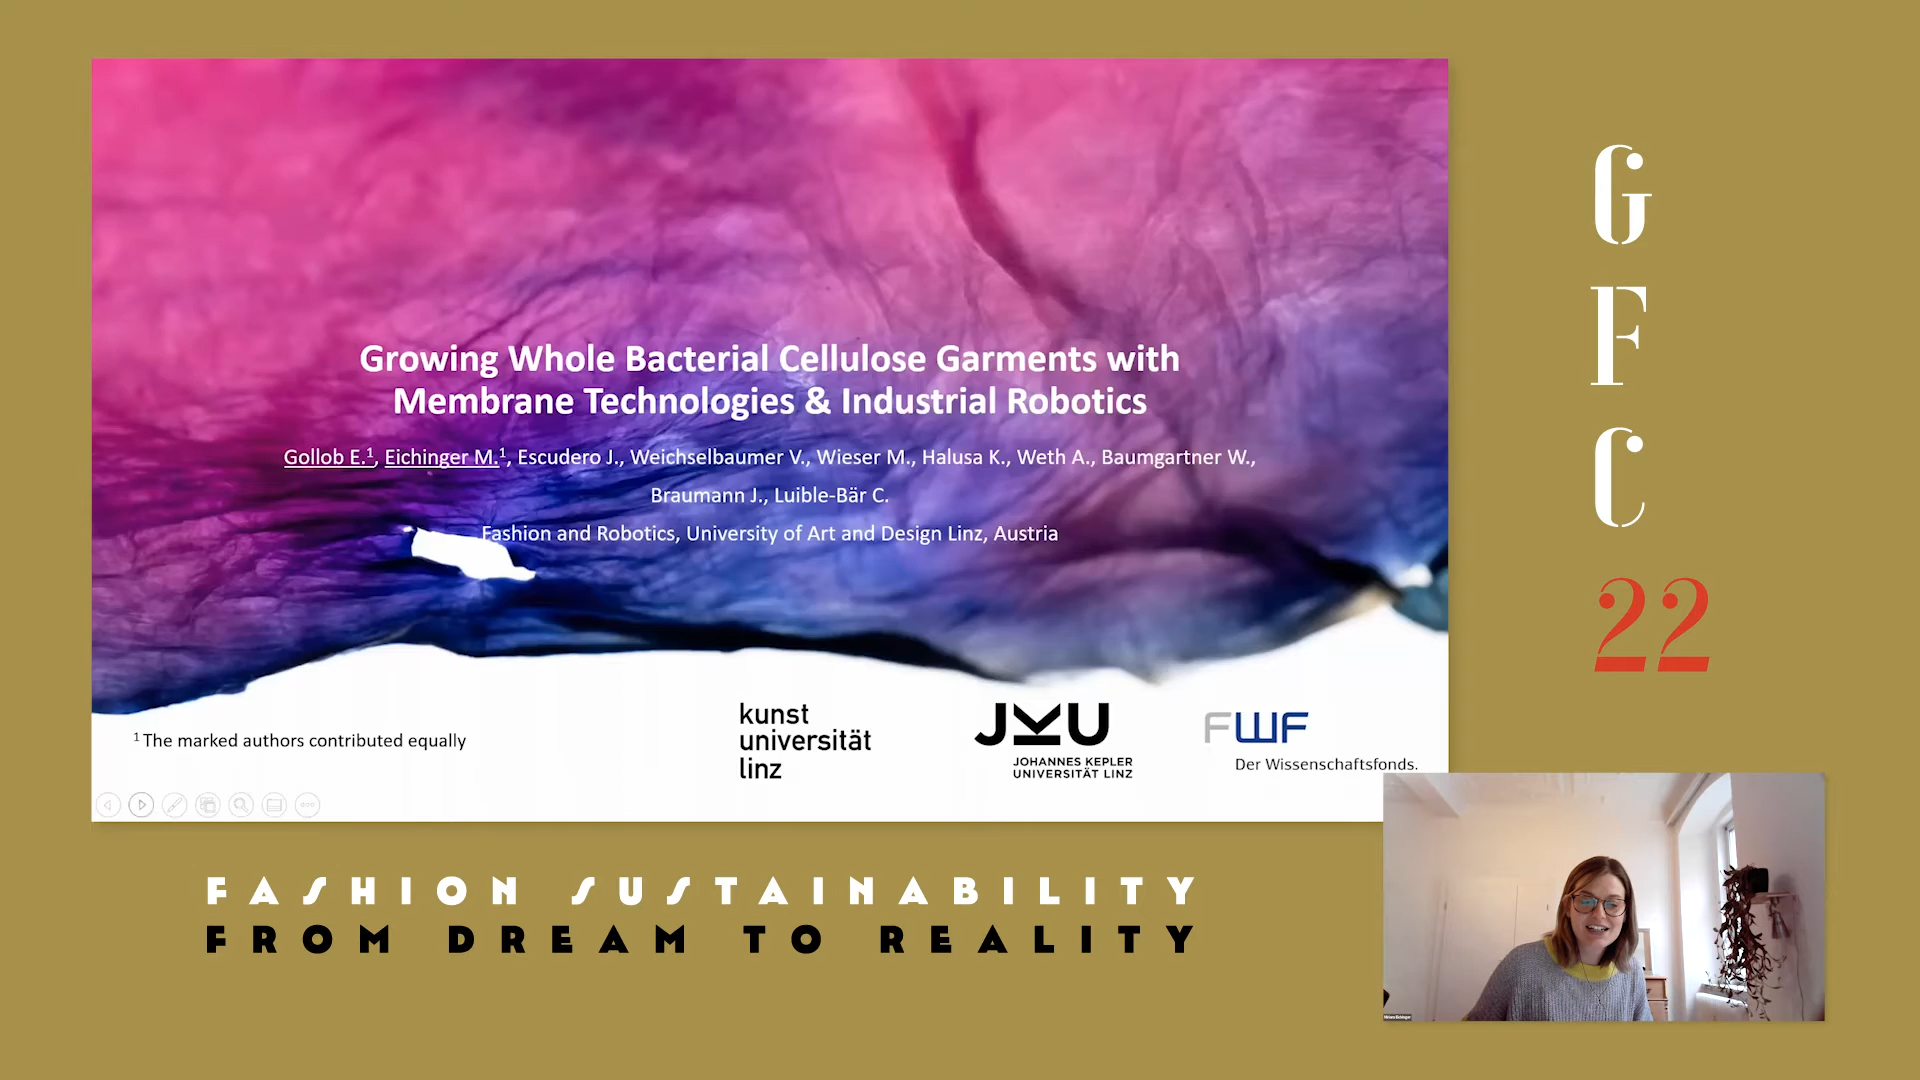 Growing Whole Bacterial Cellulose Garments with
Membrane Technologies & Industrial Robotics
Gollob E.¹, Eichinger M.¹, Escudero J., Weichselbaumer V., Wieser M., Halusa K., Weth A., Baumgartner W.,
Braumann J., Luible-Bär C.
Fashion and Robotics, University of Art and Design Linz, Austria
¹ The marked authors contributed equally
kunst
universität
linz
JKU
JOHANNES KEPLER
UNIVERSITÄT LINZ
FWF
Der Wissenschaftsfonds.
G
F
C
22
FASHION SUSTAINABILITY
FROM DREAM TO REALITY